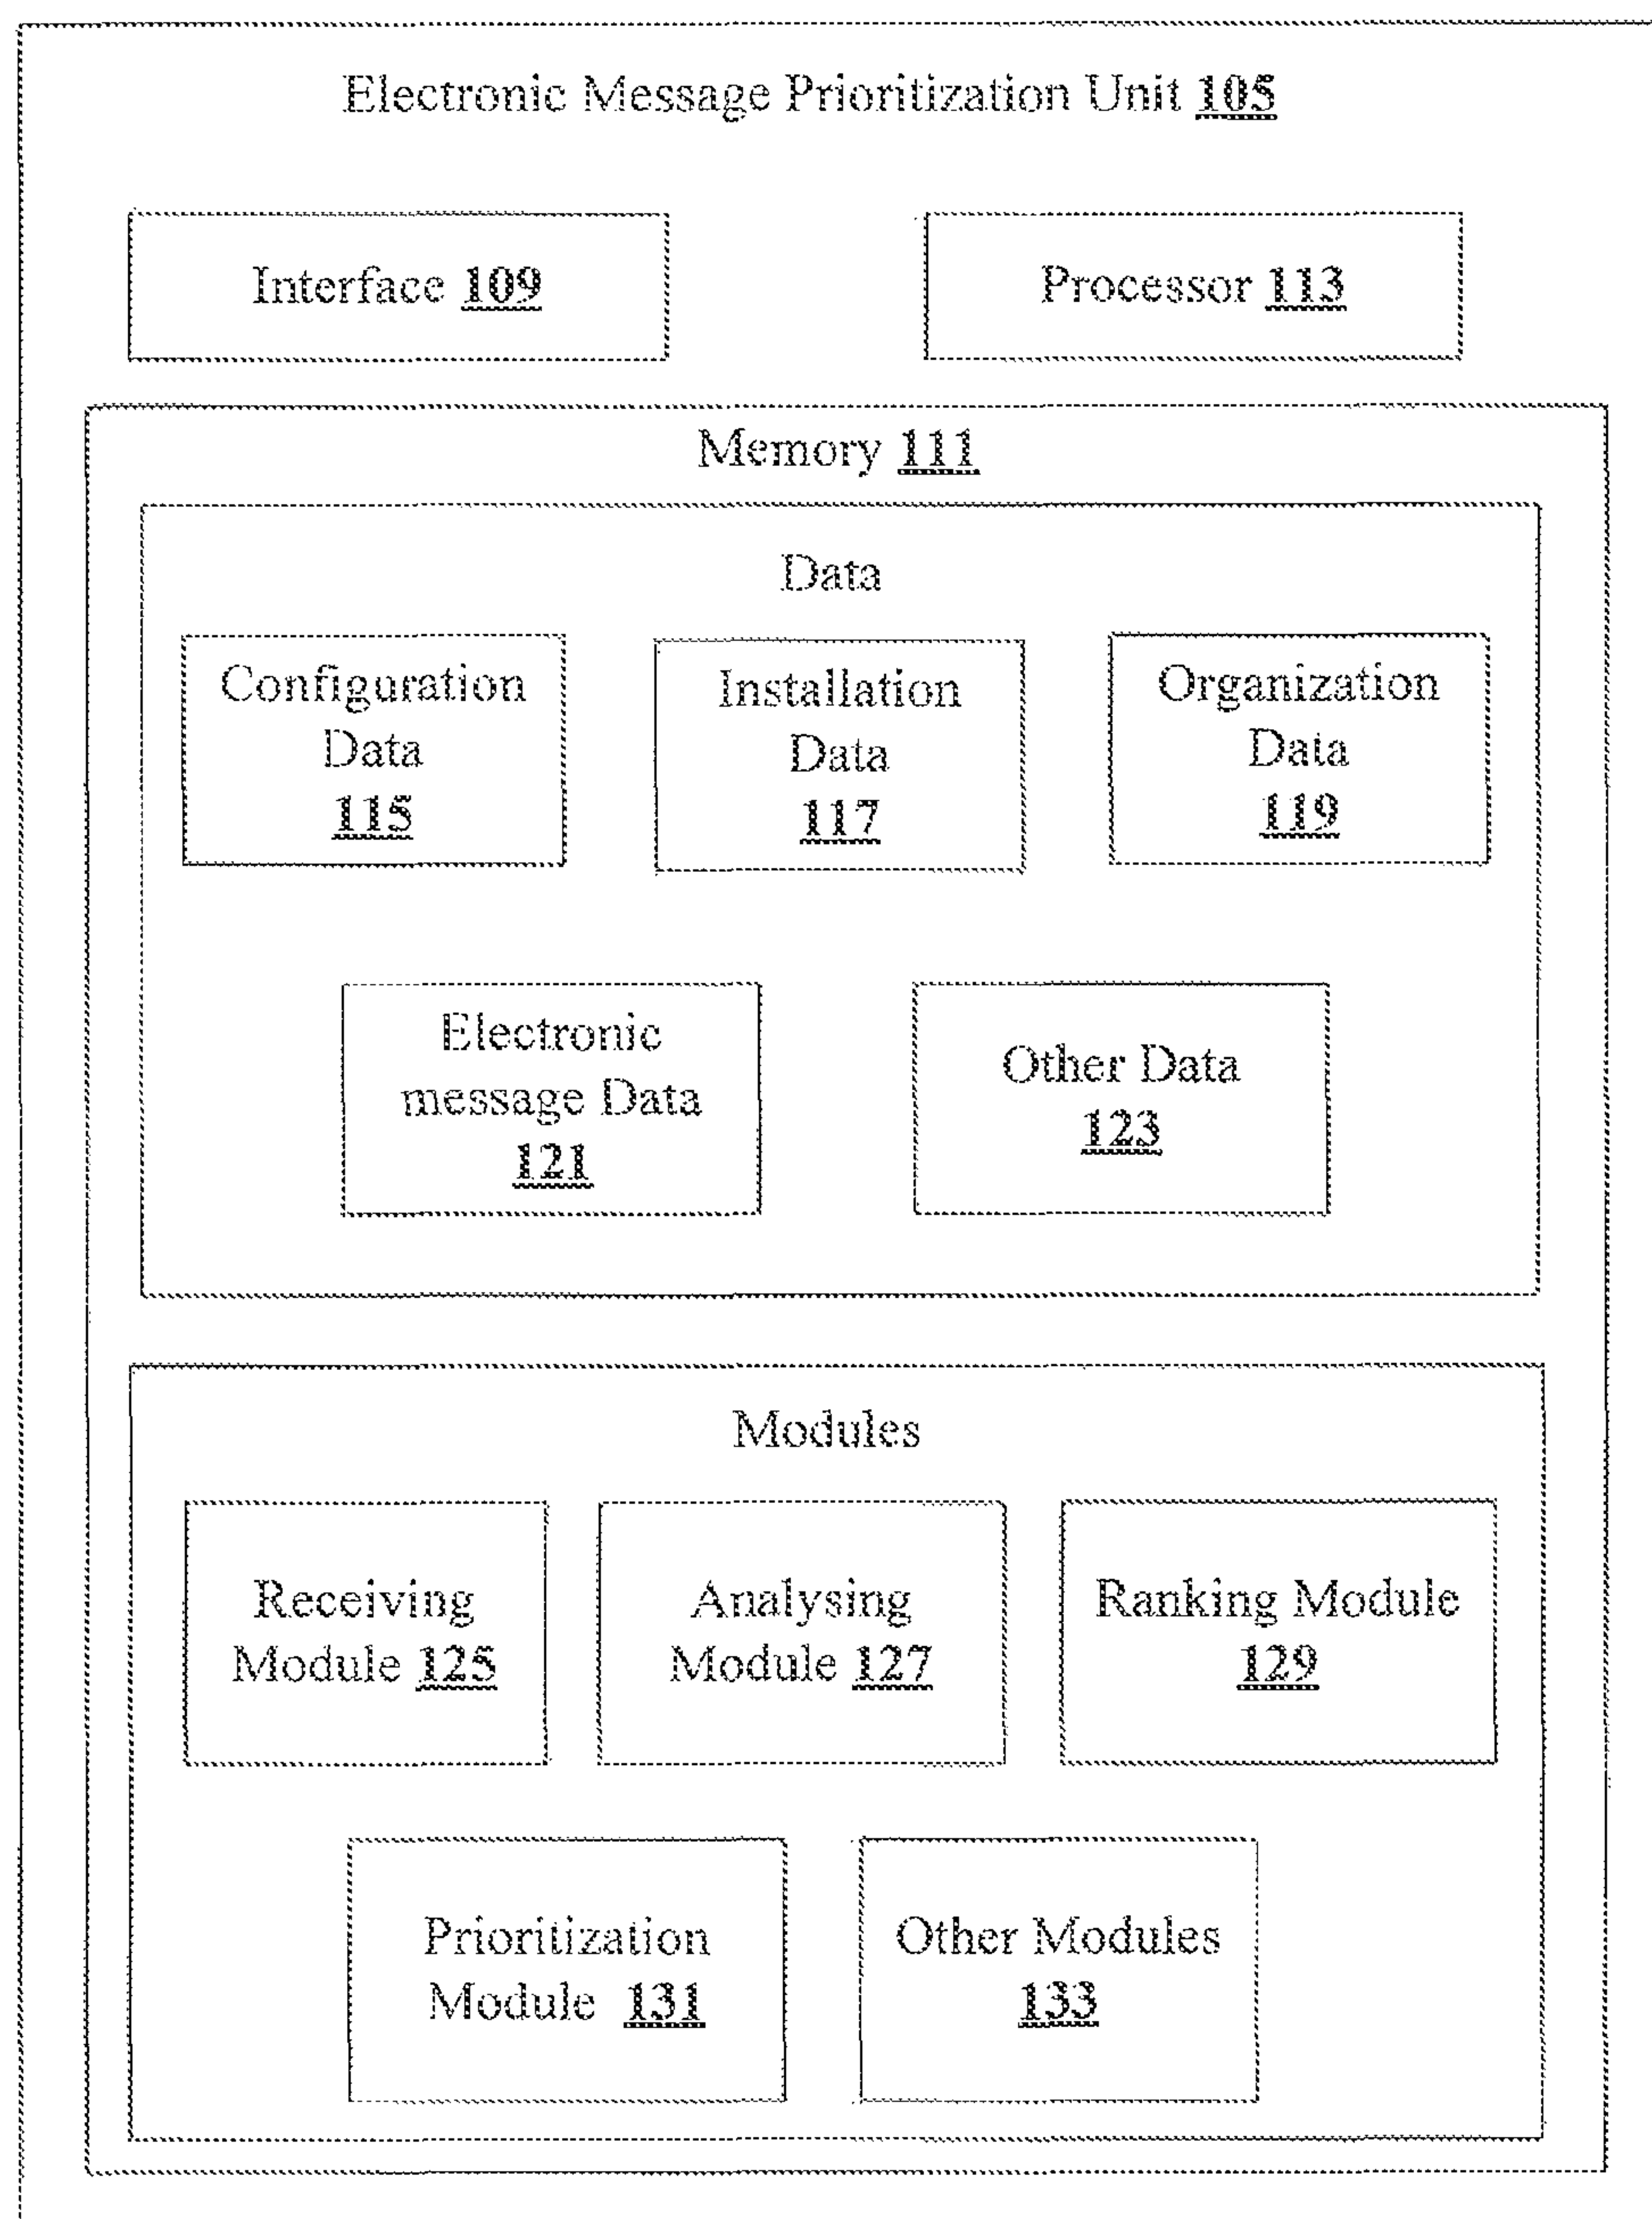 Electronic Message Prioritization Unit 105
Interface 109
Processor 113
Memory 111
Data
Configuration
Data
115
Installation
Data
117
Organization
Data
119
Electronic
message Data
121
Other Data
123
Modules
Receiving
Module 125
Analysing
Module 127
Ranking Module
129
Prioritization
Module 131
Other Modules
133